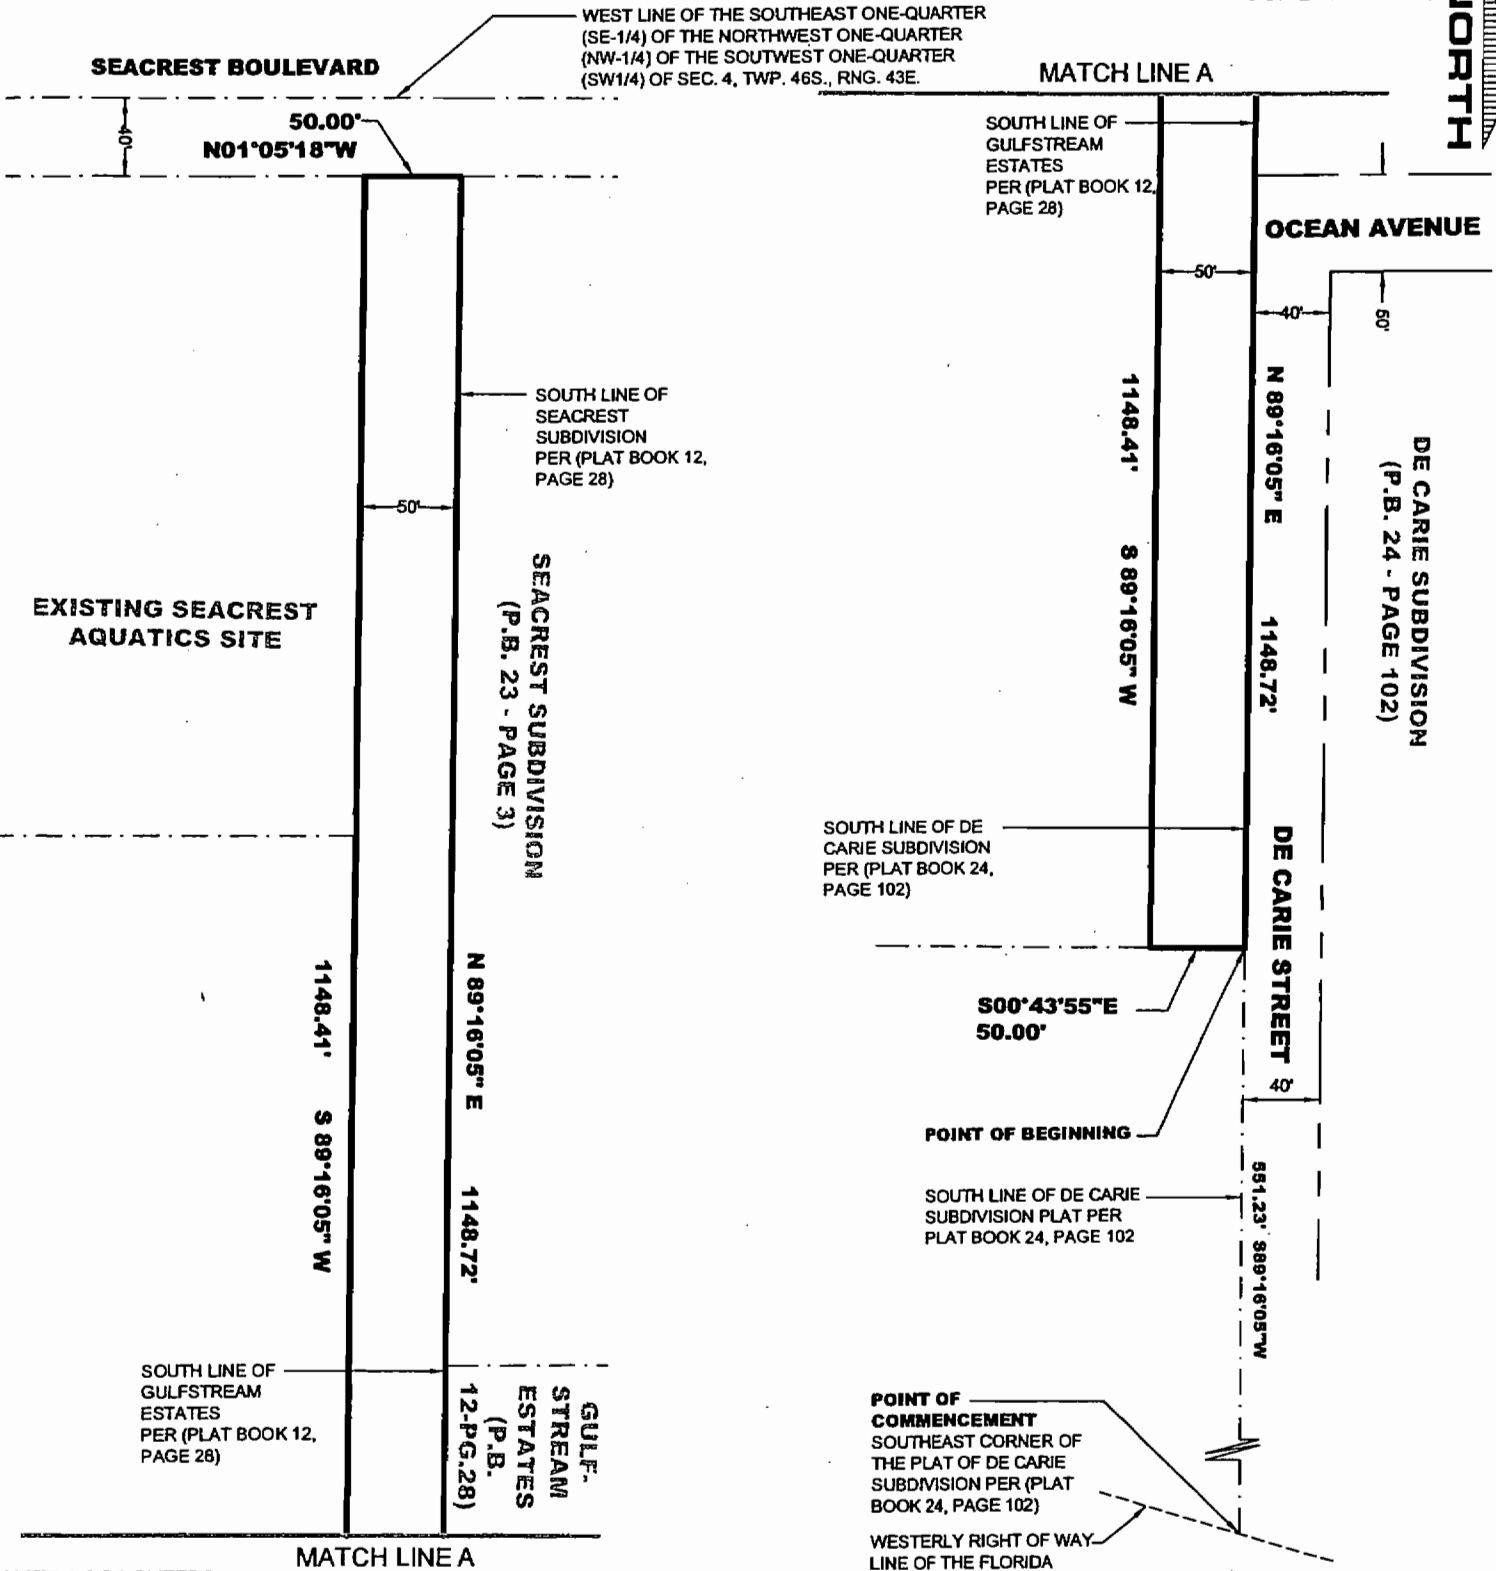 WEST LINE OF THE SOUTHEAST ONE-QUARTER
(SE-1/4) OF THE NORTHWEST ONE-QUARTER
(NW-1/4) OF THE SOUTWEST ONE-QUARTER
(SW1/4) OF SEC. 4, TWP. 46S., RNG. 43E.
SEACREST BOULEVARD
40'
50.00'
N01°05'18"W
SOUTH LINE OF
SEACREST
SUBDIVISION
PER (PLAT BOOK 12,
PAGE 28)
50'
EXISTING SEACREST
AQUATICS SITE
SEACREST SUBDIVISION
(P.B. 23 - PAGE 3)
1148.41' S 89°16'05" W
N 89°16'05" E 1148.72'
SOUTH LINE OF
GULFSTREAM
ESTATES
PER (PLAT BOOK 12,
PAGE 28)
GULF-
STREAM
ESTATES
(P.B.
12-PG.28)
MATCH LINE A
NORTH
MATCH LINE A
SOUTH LINE OF
GULFSTREAM
ESTATES
PER (PLAT BOOK 12,
PAGE 28)
OCEAN AVENUE
50'
40'
50'
1148.41' S 89°16'05" W
N 89°16'05" E 1148.72'
DE CARIE SUBDIVISION
(P.B. 24 - PAGE 102)
SOUTH LINE OF DE
CARIE SUBDIVISION
PER (PLAT BOOK 24,
PAGE 102)
DE CARIE STREET
S00°43'55"E
50.00'
40'
POINT OF BEGINNING
SOUTH LINE OF DE CARIE
SUBDIVISION PLAT PER
PLAT BOOK 24, PAGE 102
551.23' S89°16'05"W
POINT OF
COMMENCEMENT
SOUTHEAST CORNER OF
THE PLAT OF DE CARIE
SUBDIVISION PER (PLAT
BOOK 24, PAGE 102)
WESTERLY RIGHT OF WAY
LINE OF THE FLORIDA